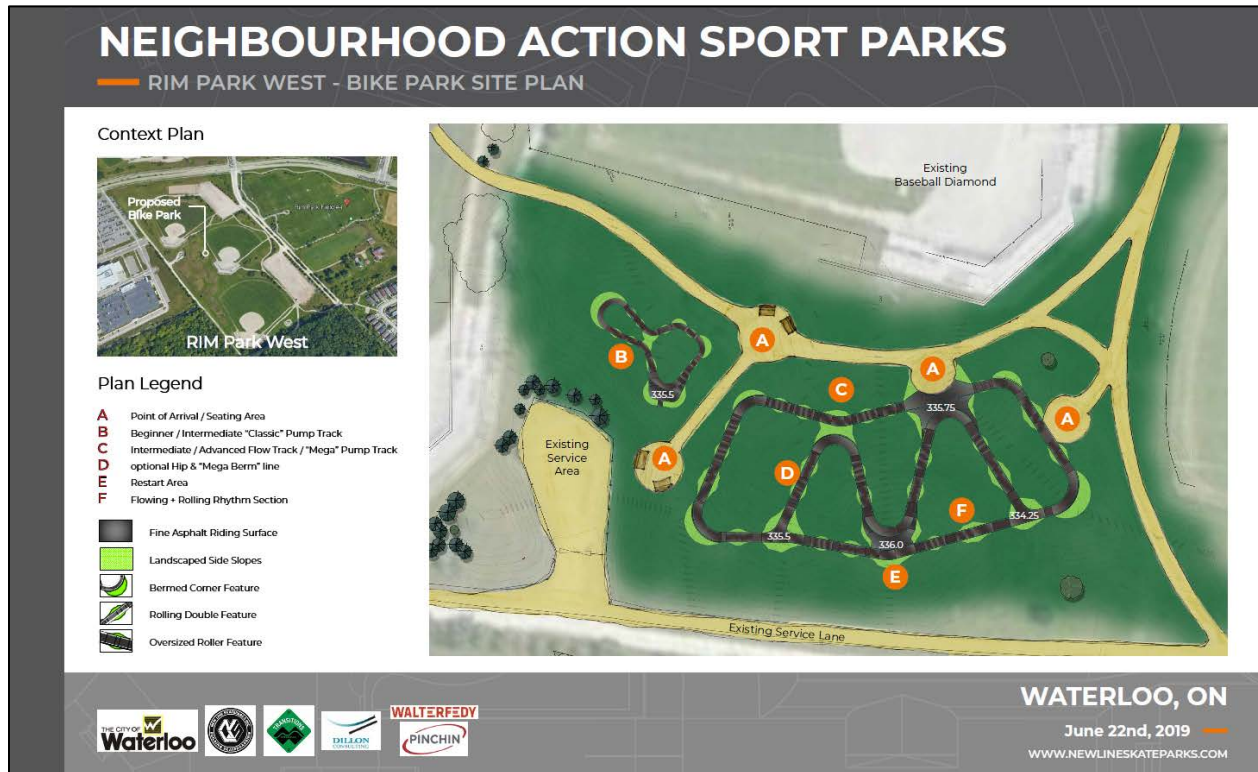 NEIGHBOURHOOD ACTION SPORT PARKS
RIM PARK WEST - BIKE PARK SITE PLAN
Context Plan
Proposed
Bike Park
RIM Park West
Plan Legend
A Point of Arrival / Seating Area
B Beginner / Intermediate "Classic" Pump Track
C Intermediate / Advanced Flow Track / "Mega" Pump Track
D optional Hip & "Mega Berm" line
E Restart Area
F Flowing + Rolling Rhythm Section
Fine Asphalt Riding Surface
Landscaped Side Slopes
Bermed Corner Feature
Rolling Double Feature
Oversized Roller Feature
Existing
Baseball Diamond
A
B
335.5
C
A
335.75
A
Existing
Service
Area
A
D
F
334.25
335.5
336.0
E
Existing Service Lane
THE CITY OF
Waterloo
TRANSITIONS
DILLON
CONSULTING
WALTERFEDY
PINCHIN
WATERLOO, ON
June 22nd, 2019
WWW.NEWLINESKATEPARKS.COM